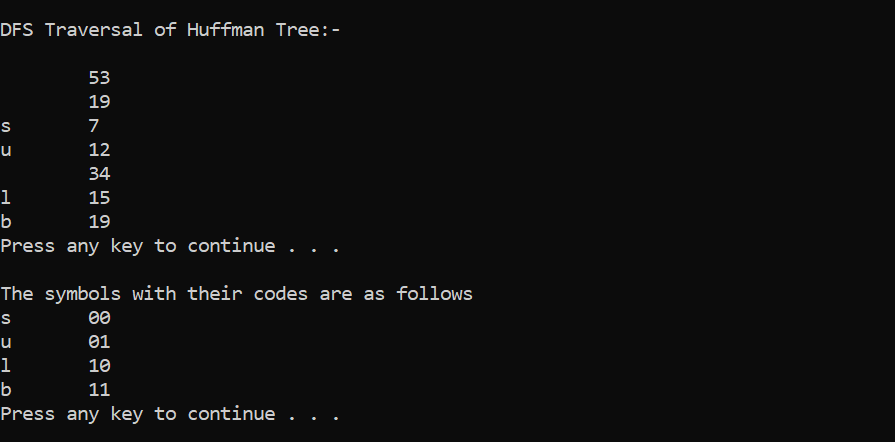 DFS Traversal of Huffman Tree:-
53
19
s 7
u 12
34
l 15
b 19
Press any key to continue . . .
The symbols with their codes are as follows
s 00
u 01
l 10
b 11
Press any key to continue . . .